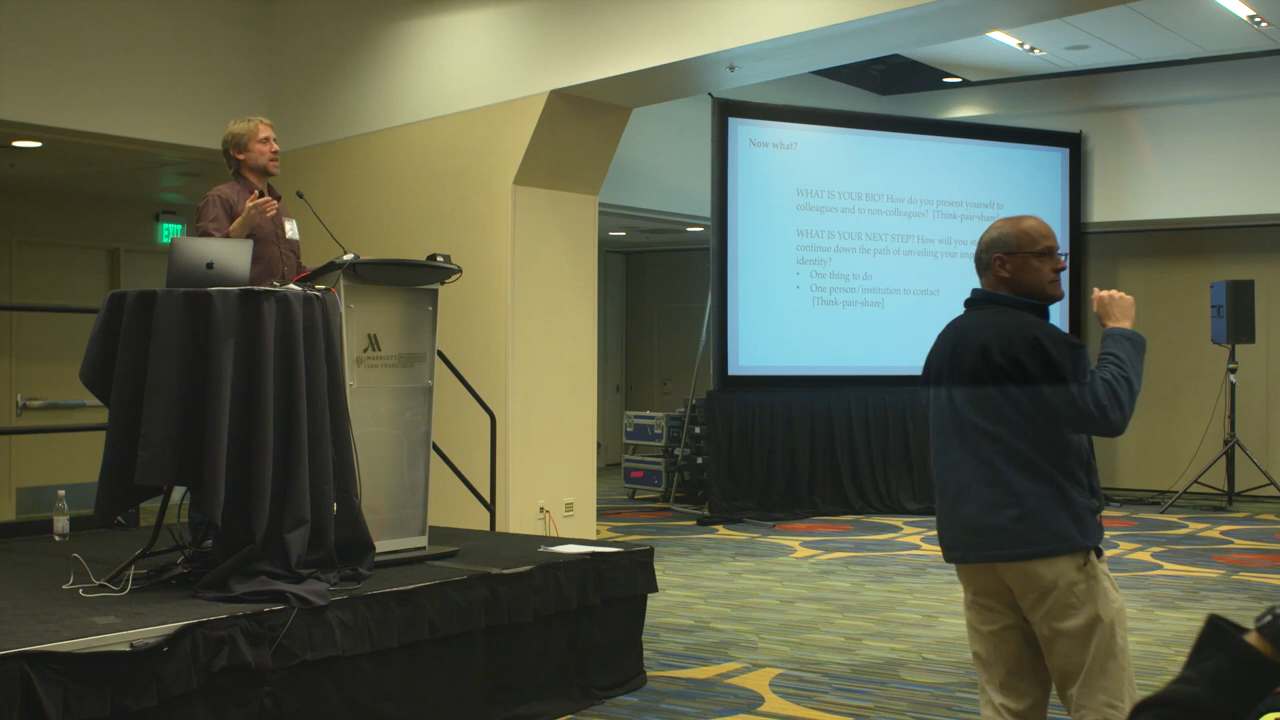 EXIT
MARRIOTT MARQUIS
SAN FRANCISCO
Now what?
WHAT IS YOUR BIO? How do you present yourself to
colleagues and to non-colleagues? [Think-pair-share]
WHAT IS YOUR NEXT STEP? How will you
continue down the path of unveiling your
identity?
• One thing to do
• One person/institution to contact
[Think-pair-share]